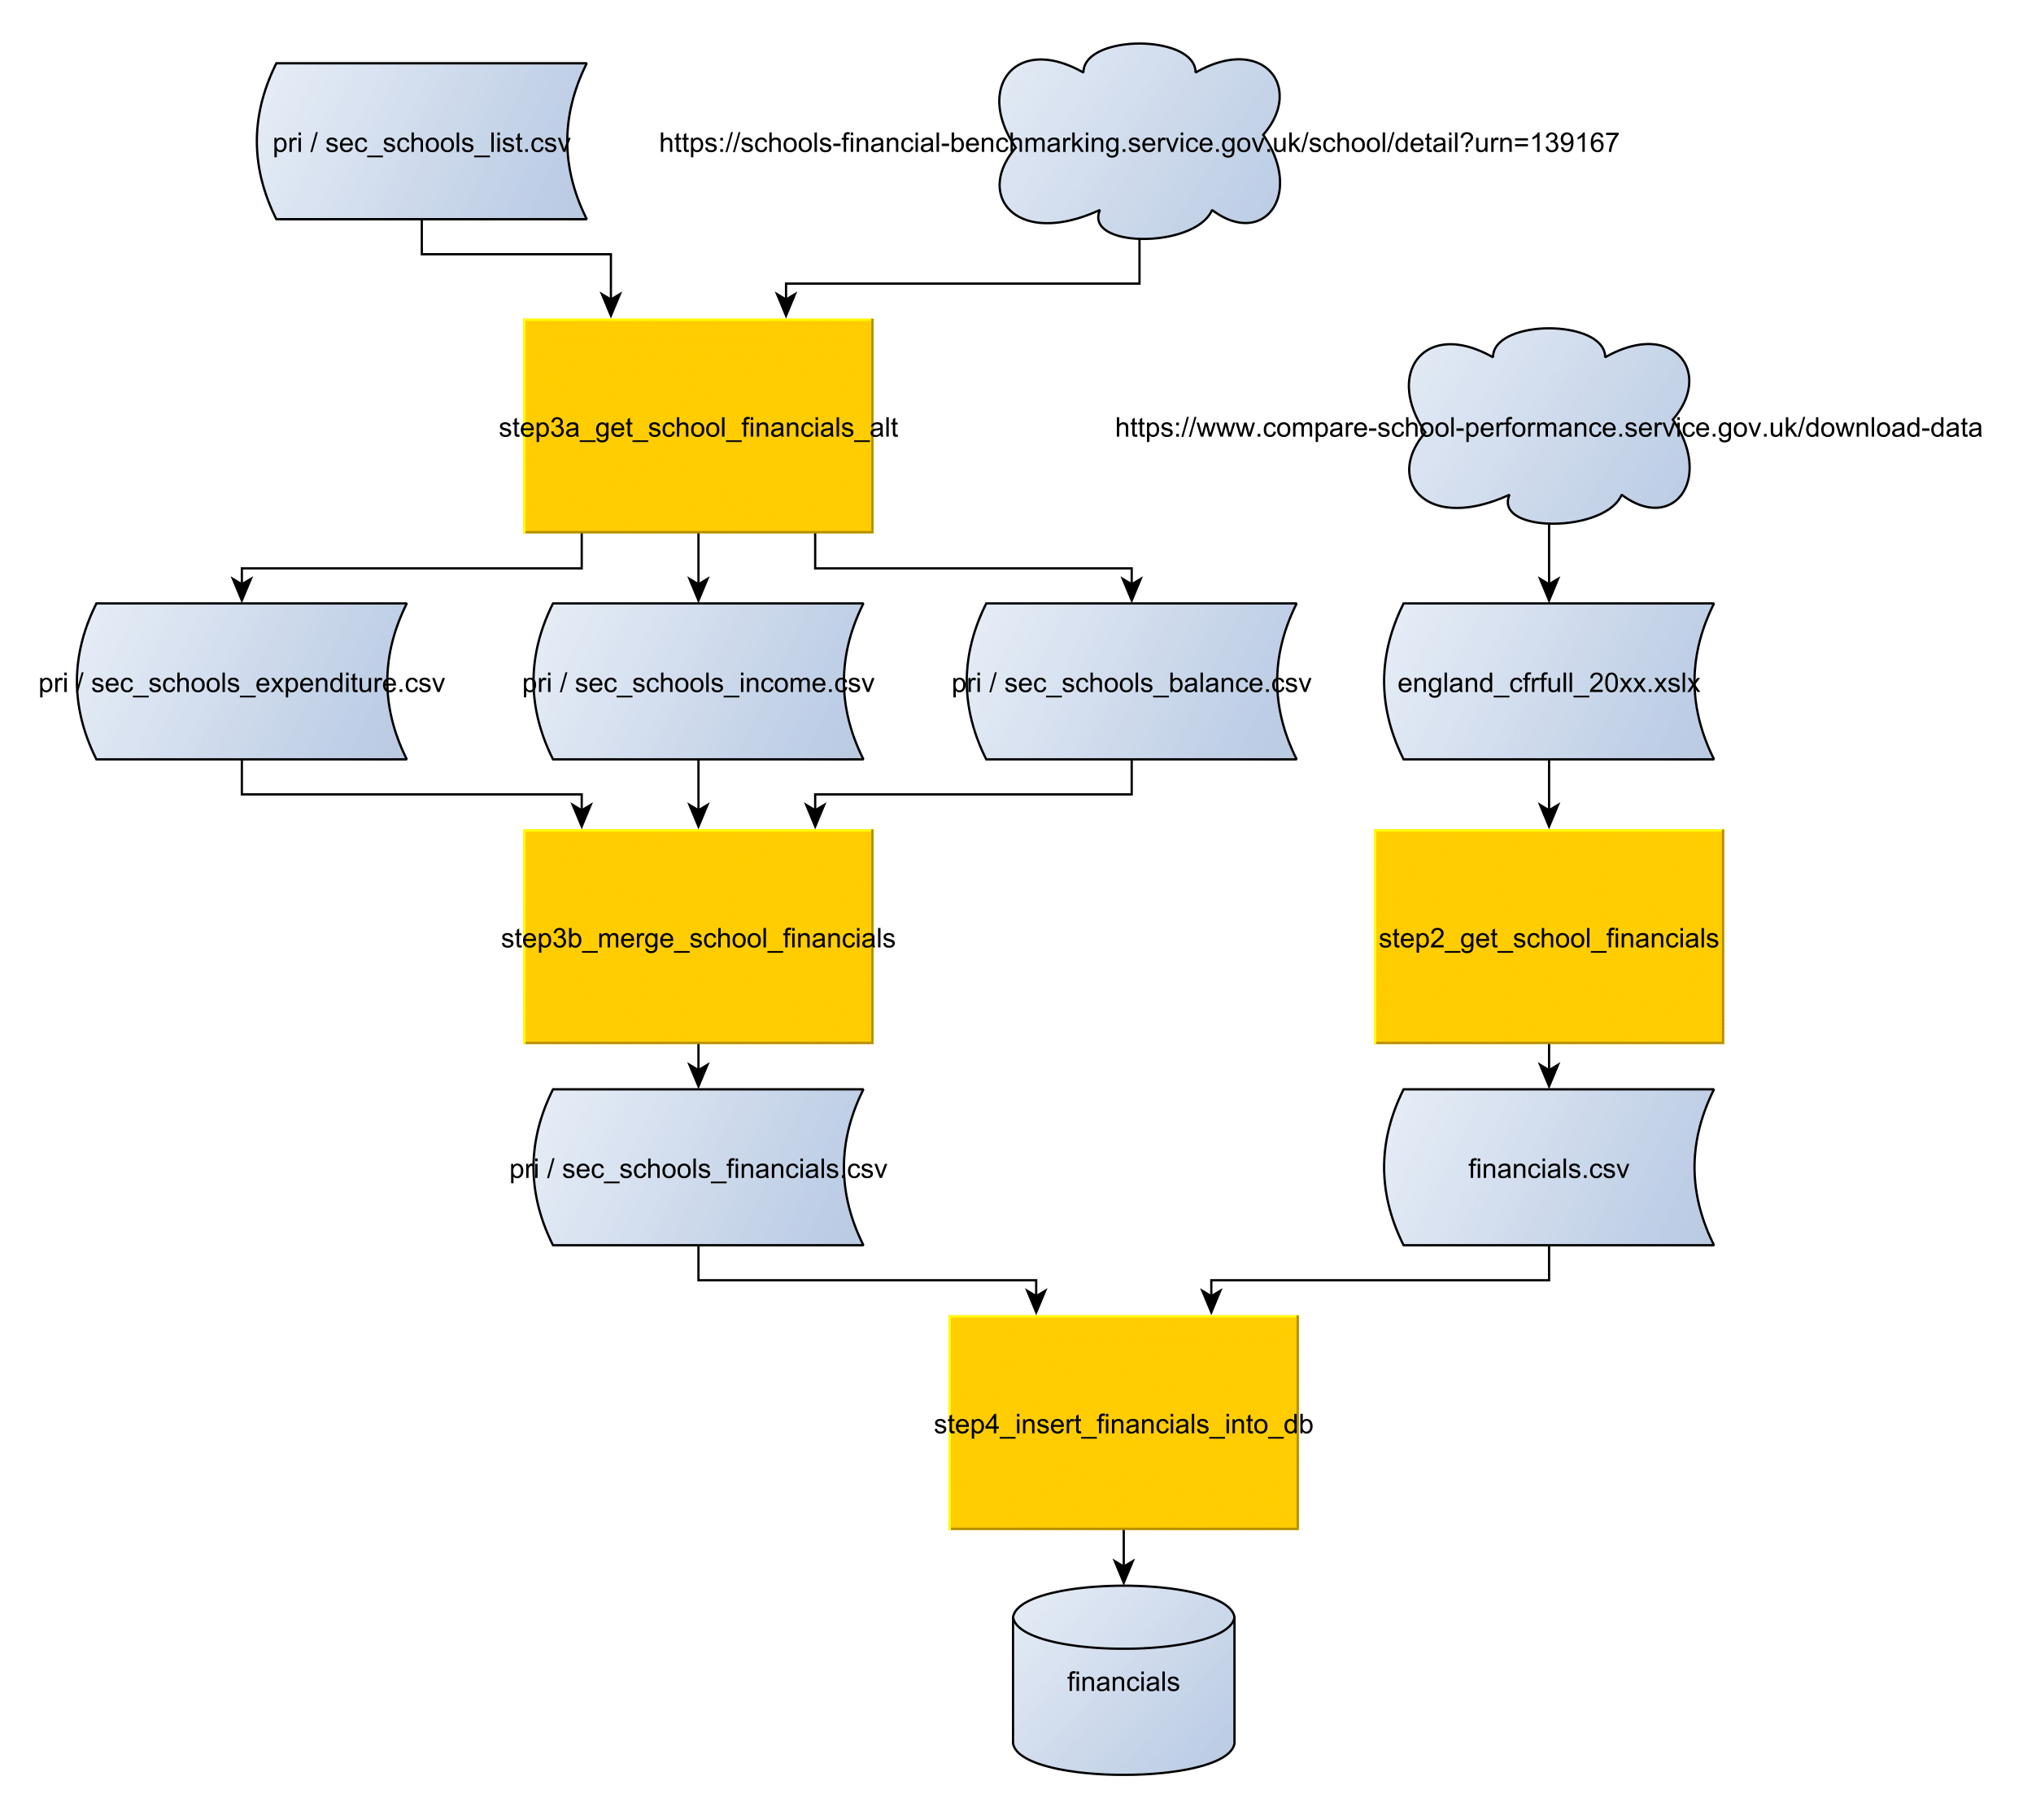 pri / sec_schools_list.csv
https://schools-financial-benchmarking.service.gov.uk/school/detail?urn=139167
step3a_get_school_financials_alt
https://www.compare-school-performance.service.gov.uk/download-data
pri / sec_schools_expenditure.csv
pri / sec_schools_income.csv
pri / sec_schools_balance.csv
england_cfrfull_20xx.xslx
step3b_merge_school_financials
step2_get_school_financials
pri / sec_schools_financials.csv
financials.csv
step4_insert_financials_into_db
financials